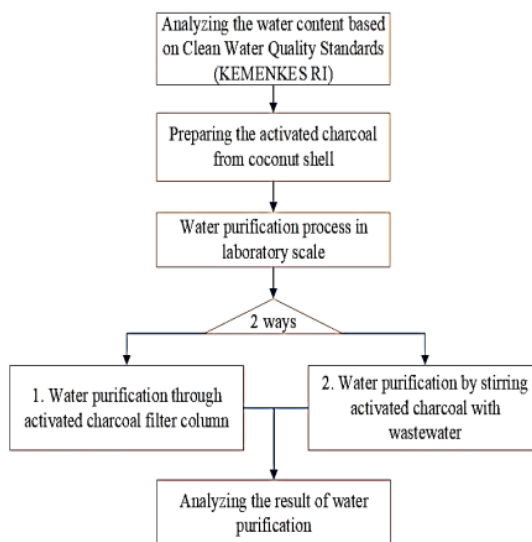 Analyzing the water content based
on Clean Water Quality Standards
(KEMENKES RI)
Preparing the activated charcoal
from coconut shell
Water purification process in
laboratory scale
2 ways
1. Water purification through
activated charcoal filter column
2. Water purification by stirring
activated charcoal with
wastewater
Analyzing the result of water
purification